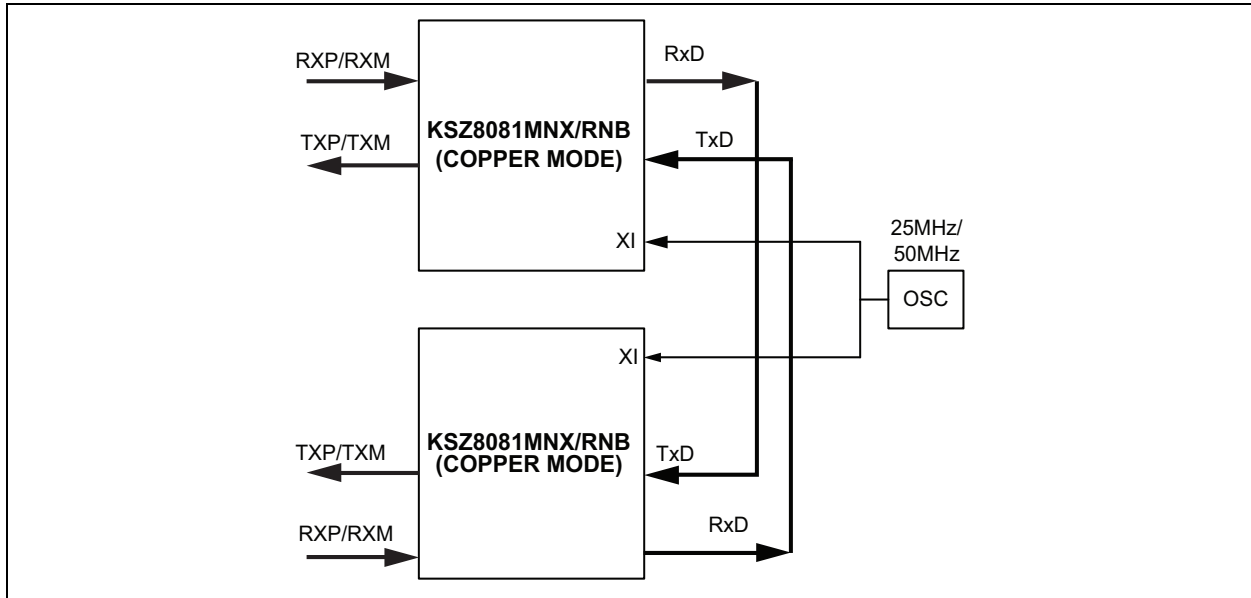 RXP/RXM
RxD
KSZ8081MNX/RNB
(COPPER MODE)
TXP/TXM
TxD
XI
25MHz/
50MHz
OSC
XI
KSZ8081MNX/RNB
(COPPER MODE)
TXP/TXM
TxD
RXP/RXM
RxD